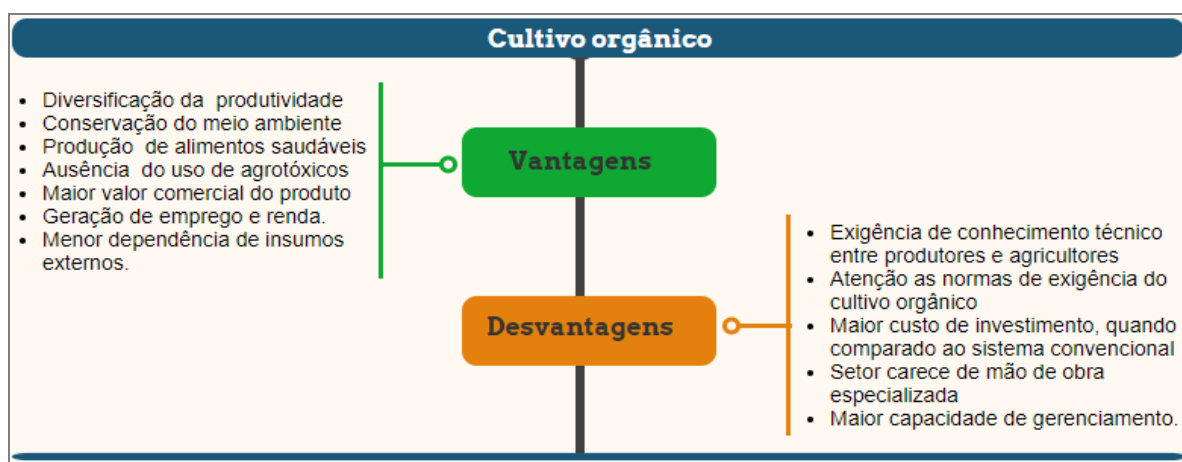 Cultivo orgânico
• Diversificação da produtividade
• Conservação do meio ambiente
• Produção de alimentos saudáveis
• Ausência do uso de agrotóxicos
• Maior valor comercial do produto
• Geração de emprego e renda.
• Menor dependência de insumos
externos.
Vantagens
Desvantagens
• Exigência de conhecimento técnico
entre produtores e agricultores
• Atenção as normas de exigência do
cultivo orgânico
• Maior custo de investimento, quando
comparado ao sistema convencional
• Setor carece de mão de obra
especializada
• Maior capacidade de gerenciamento.